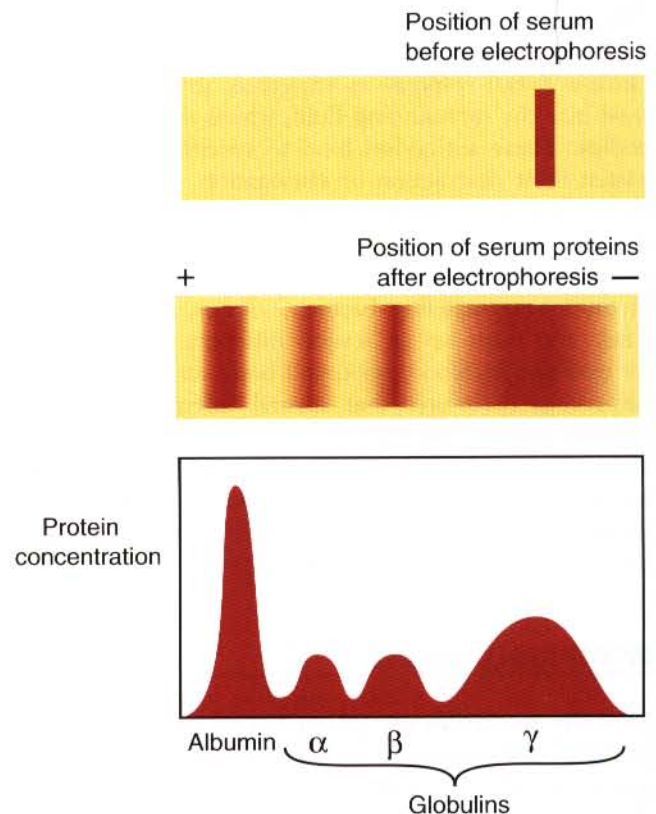 Position of serum
before electrophoresis
Position of serum proteins
+ after electrophoresis —
Protein
concentration
Albumin α β γ
Globulins